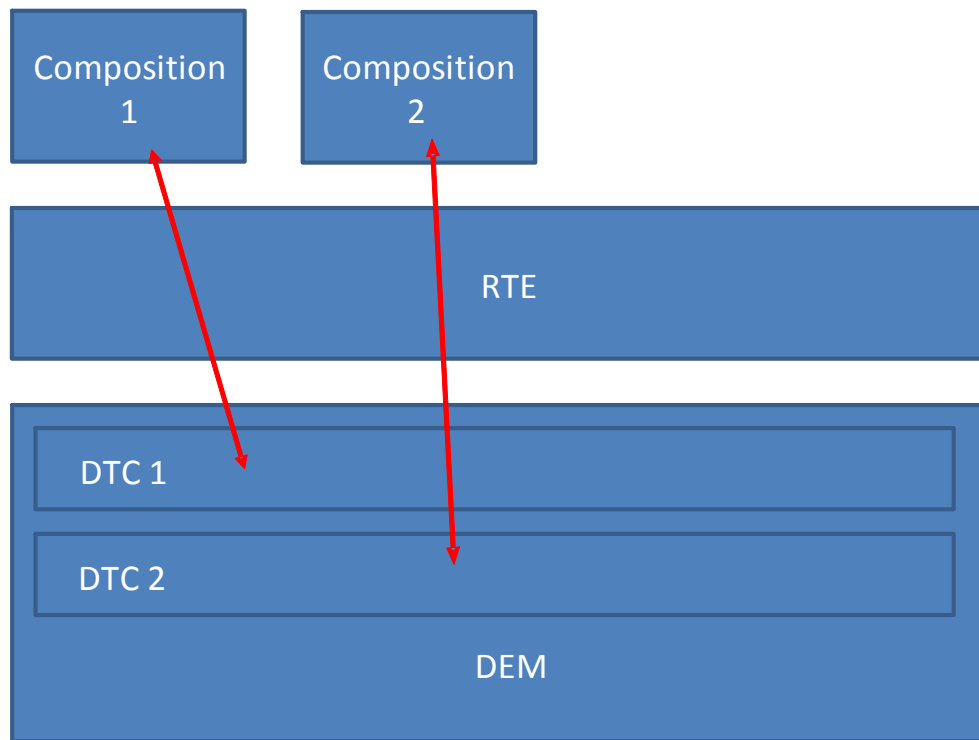 Composition
1
Composition
2
RTE
DTC 1
DTC 2
DEM